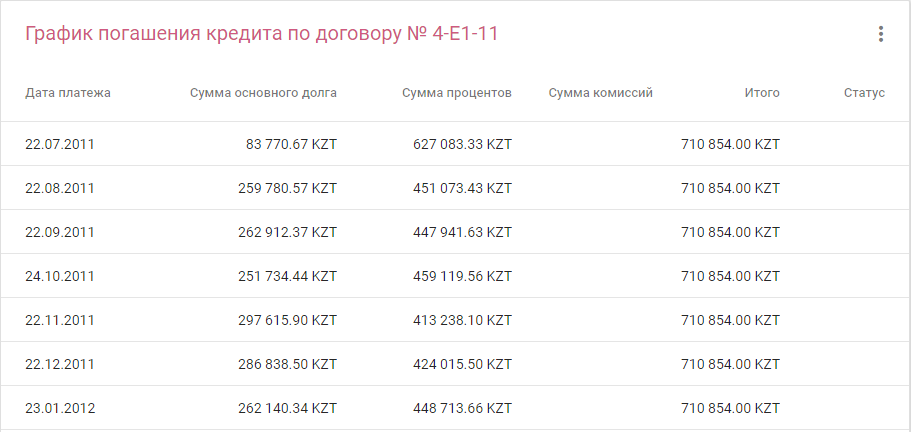 График погашения кредита по договору № 4-E1-11
Дата платежа Сумма основного долга Сумма процентов Сумма комиссий Итого Статус
22.07.2011 83 770.67 KZT 627 083.33 KZT 710 854.00 KZT
22.08.2011 259 780.57 KZT 451 073.43 KZT 710 854.00 KZT
22.09.2011 262 912.37 KZT 447 941.63 KZT 710 854.00 KZT
24.10.2011 251 734.44 KZT 459 119.56 KZT 710 854.00 KZT
22.11.2011 297 615.90 KZT 413 238.10 KZT 710 854.00 KZT
22.12.2011 286 838.50 KZT 424 015.50 KZT 710 854.00 KZT
23.01.2012 262 140.34 KZT 448 713.66 KZT 710 854.00 KZT